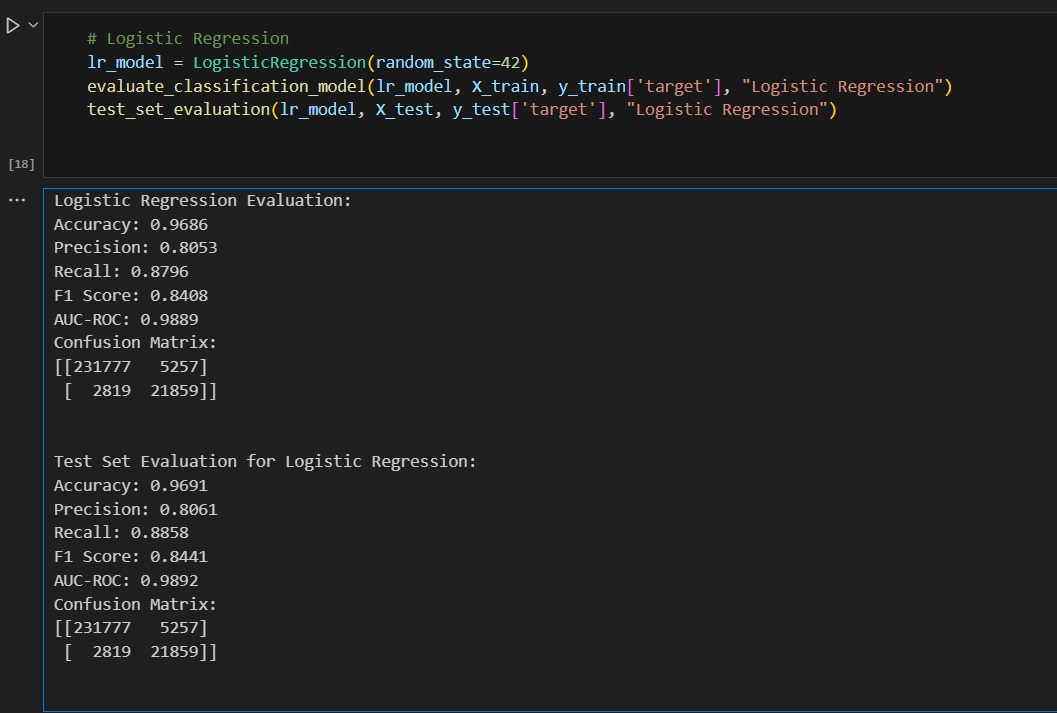 # Logistic Regression
lr_model = LogisticRegression(random_state=42)
evaluate_classification_model(lr_model, X_train, y_train['target'], "Logistic Regression")
test_set_evaluation(lr_model, X_test, y_test['target'], "Logistic Regression")
[18]
... Logistic Regression Evaluation:
Accuracy: 0.9686
Precision: 0.8053
Recall: 0.8796
F1 Score: 0.8408
AUC-ROC: 0.9889
Confusion Matrix:
[[231777   5257]
 [  2819  21859]]
Test Set Evaluation for Logistic Regression:
Accuracy: 0.9691
Precision: 0.8061
Recall: 0.8858
F1 Score: 0.8441
AUC-ROC: 0.9892
Confusion Matrix:
[[231777   5257]
 [  2819  21859]]